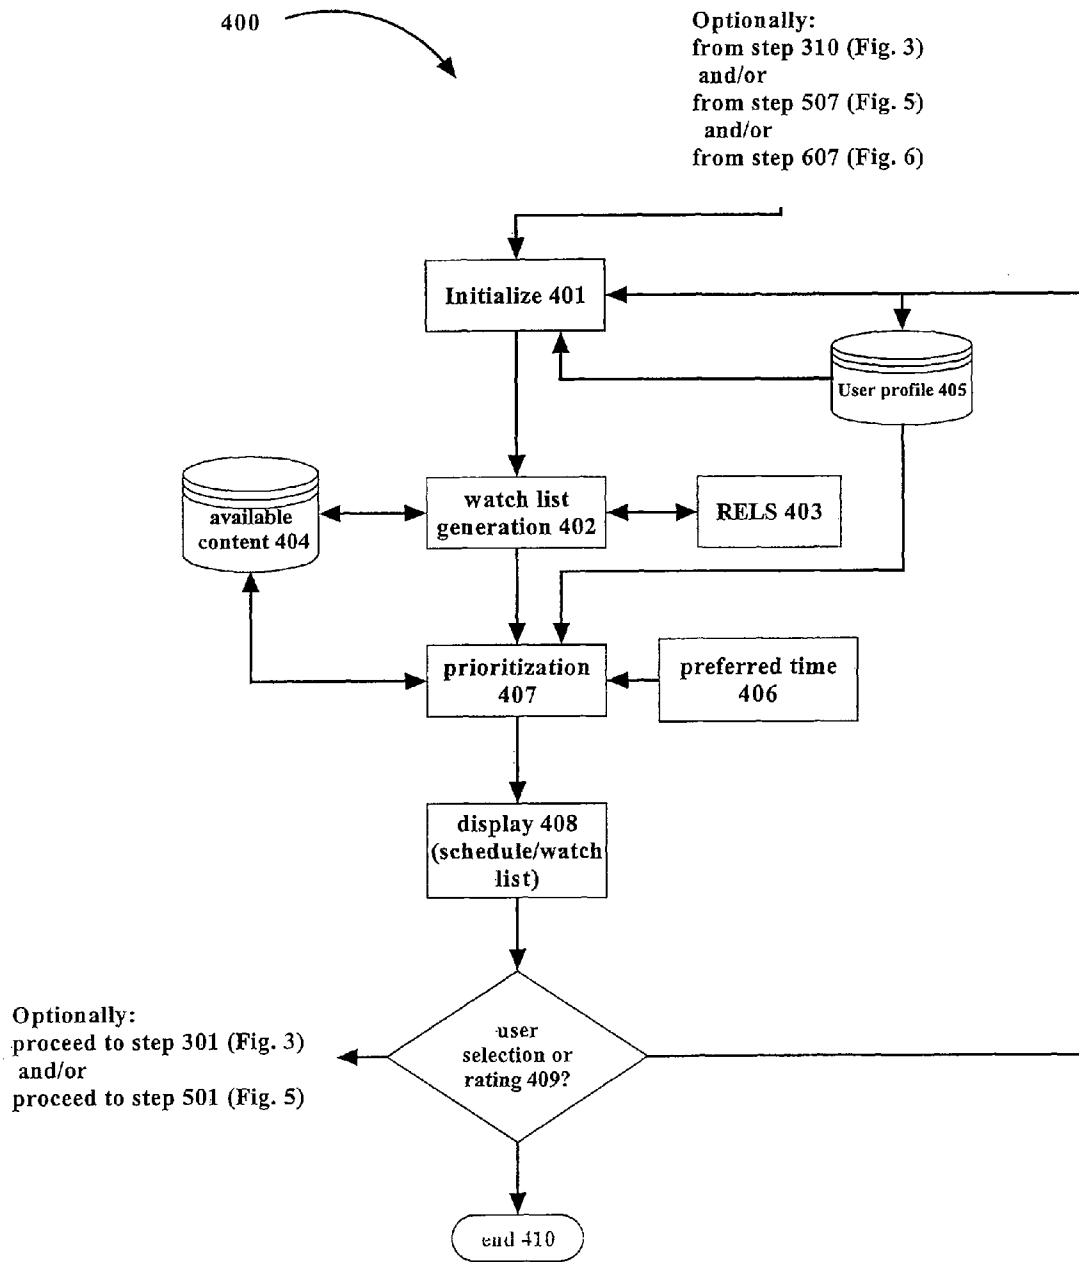 400
Optionally:
from step 310 (Fig. 3)
and/or
from step 507 (Fig. 5)
and/or
from step 607 (Fig. 6)
Initialize 401
User profile 405
available
content 404
watch list
generation 402
RELS 403
prioritization
407
preferred time
406
display 408
(schedule/watch
list)
Optionally:
proceed to step 301 (Fig. 3)
and/or
proceed to step 501 (Fig. 5)
user
selection or
rating 409?
end 410